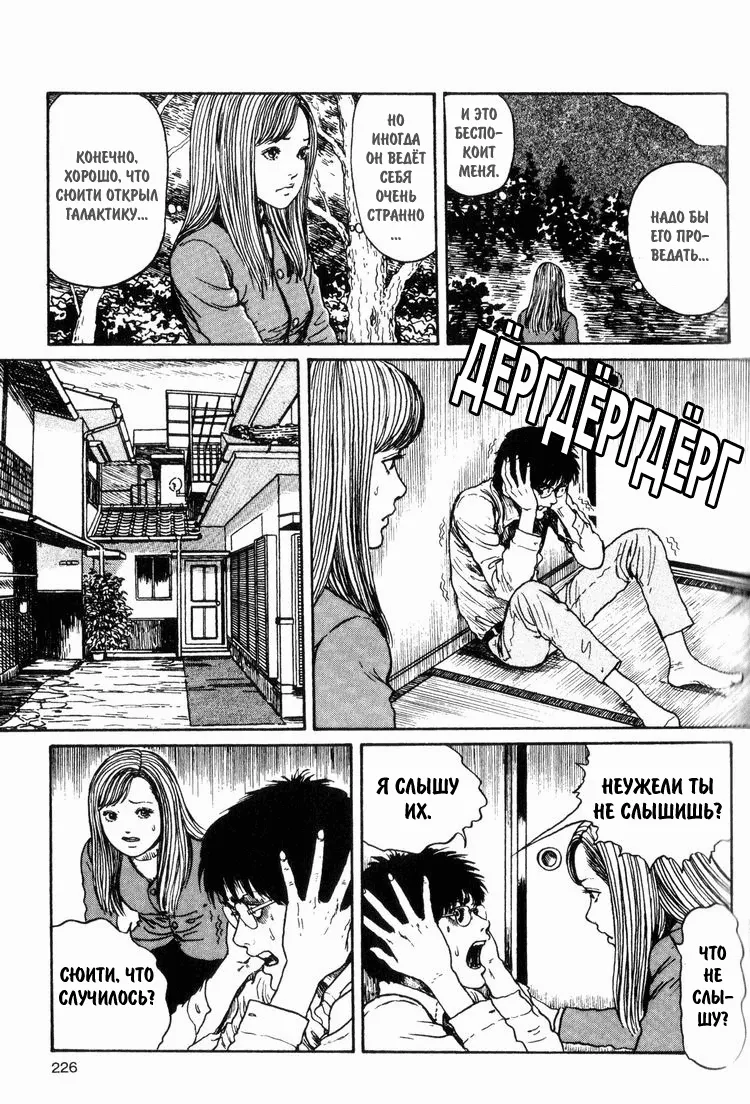 КОНЕЧНО,
ХОРОШО, ЧТО
СЮИТИ ОТКРЫЛ
ГАЛАКТИКУ...
НО
ИНОГДА
ОН ВЕДЁТ
СЕБЯ
ОЧЕНЬ
СТРАННО
...
И ЭТО
БЕСПО-
КОИТ
МЕНЯ.
НАДО БЫ
ЕГО ПРО-
ВЕДАТЬ...
ДЁРГДЁРГДЁРГ
СЮИТИ, ЧТО
СЛУЧИЛОСЬ?
Я СЛЫШУ
ИХ.
НЕУЖЕЛИ ТЫ
НЕ СЛЫШИШЬ?
ЧТО
НЕ
СЛЫ-
ШУ?
226